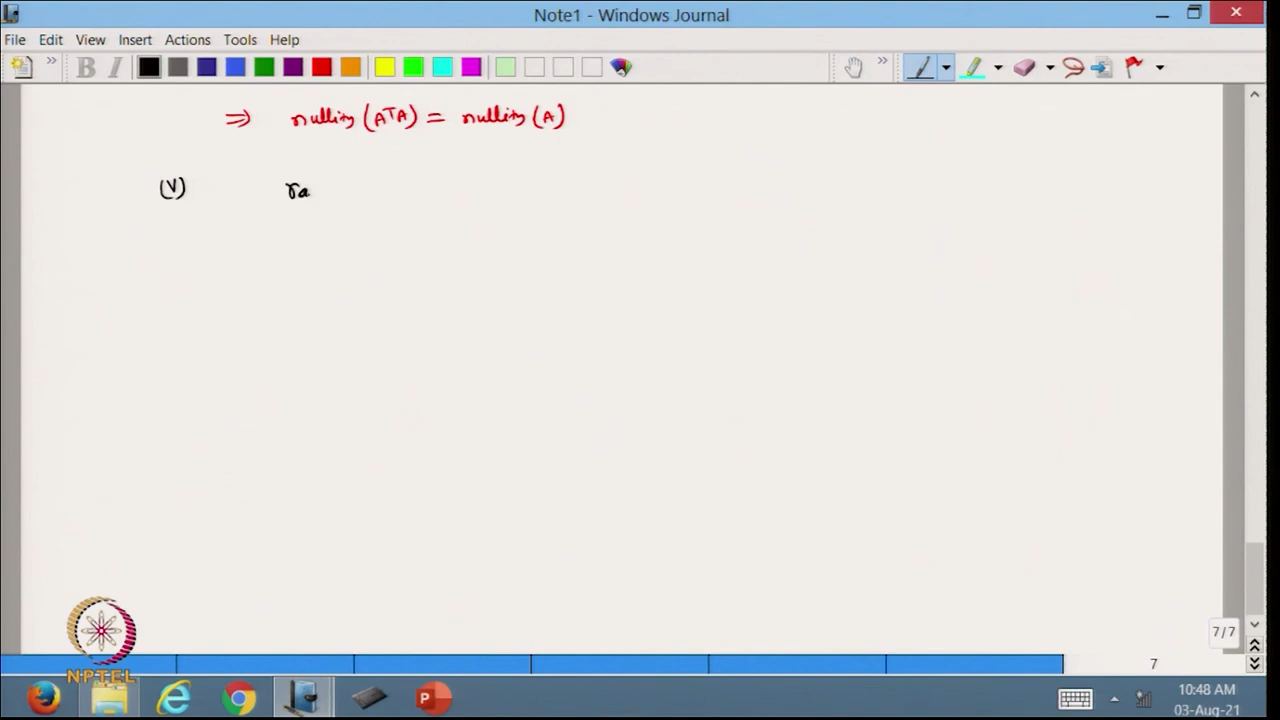 Note1 - Windows Journal
File Edit View Insert Actions Tools Help
B I
⇒ nullity (AᵀA) = nullity (A)
(V) ra
7/7
7
NPTEL
10:48 AM
03-Aug-21